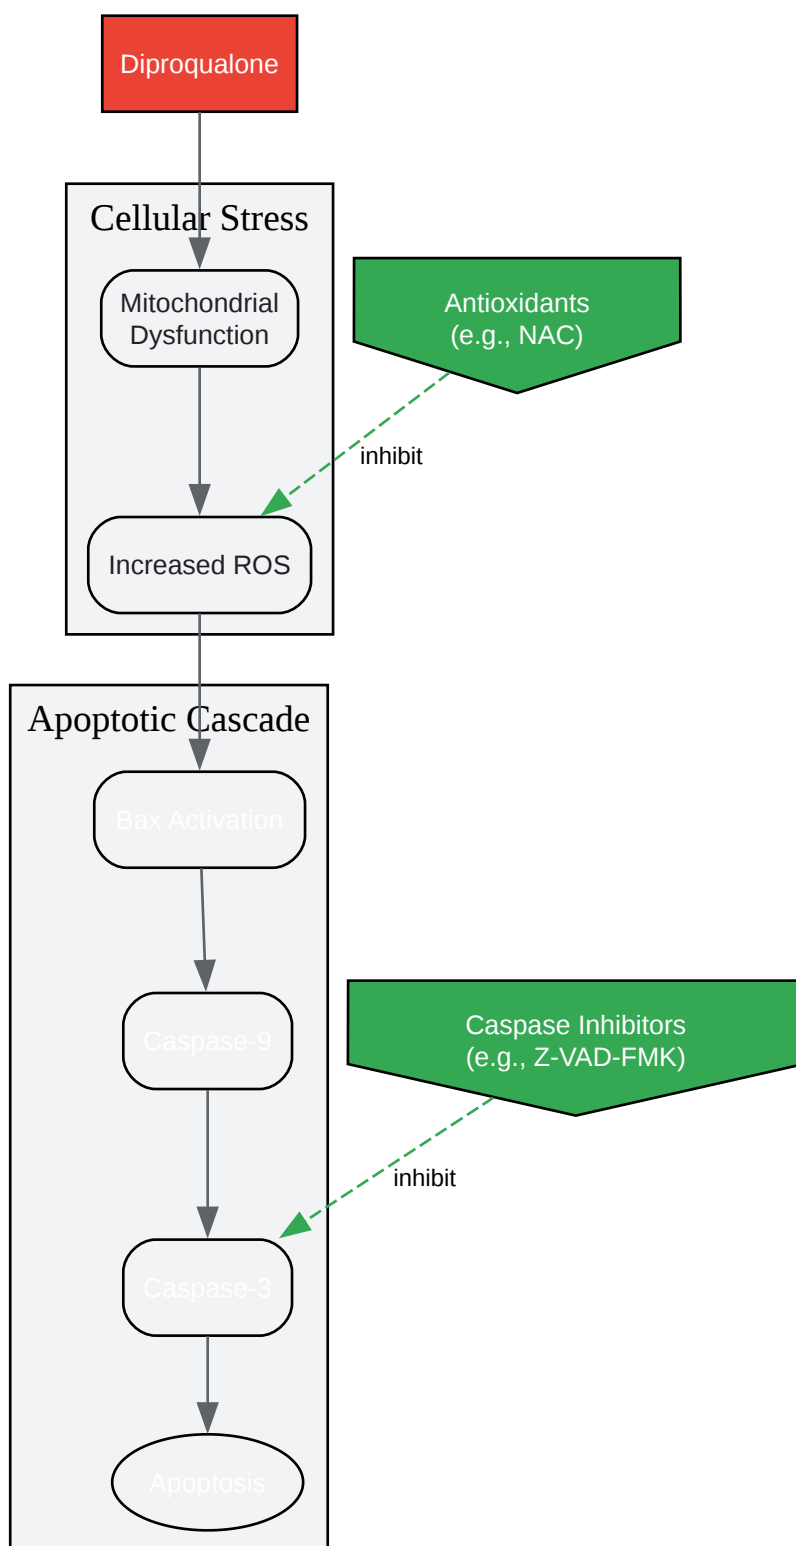 Diproqualone
Cellular Stress
Mitochondrial
Dysfunction
Antioxidants
(e.g., NAC)
inhibit
Increased ROS
Apoptotic Cascade
Bax Activation
Caspase-9
Caspase Inhibitors
(e.g., Z-VAD-FMK)
inhibit
Caspase-3
Apoptosis